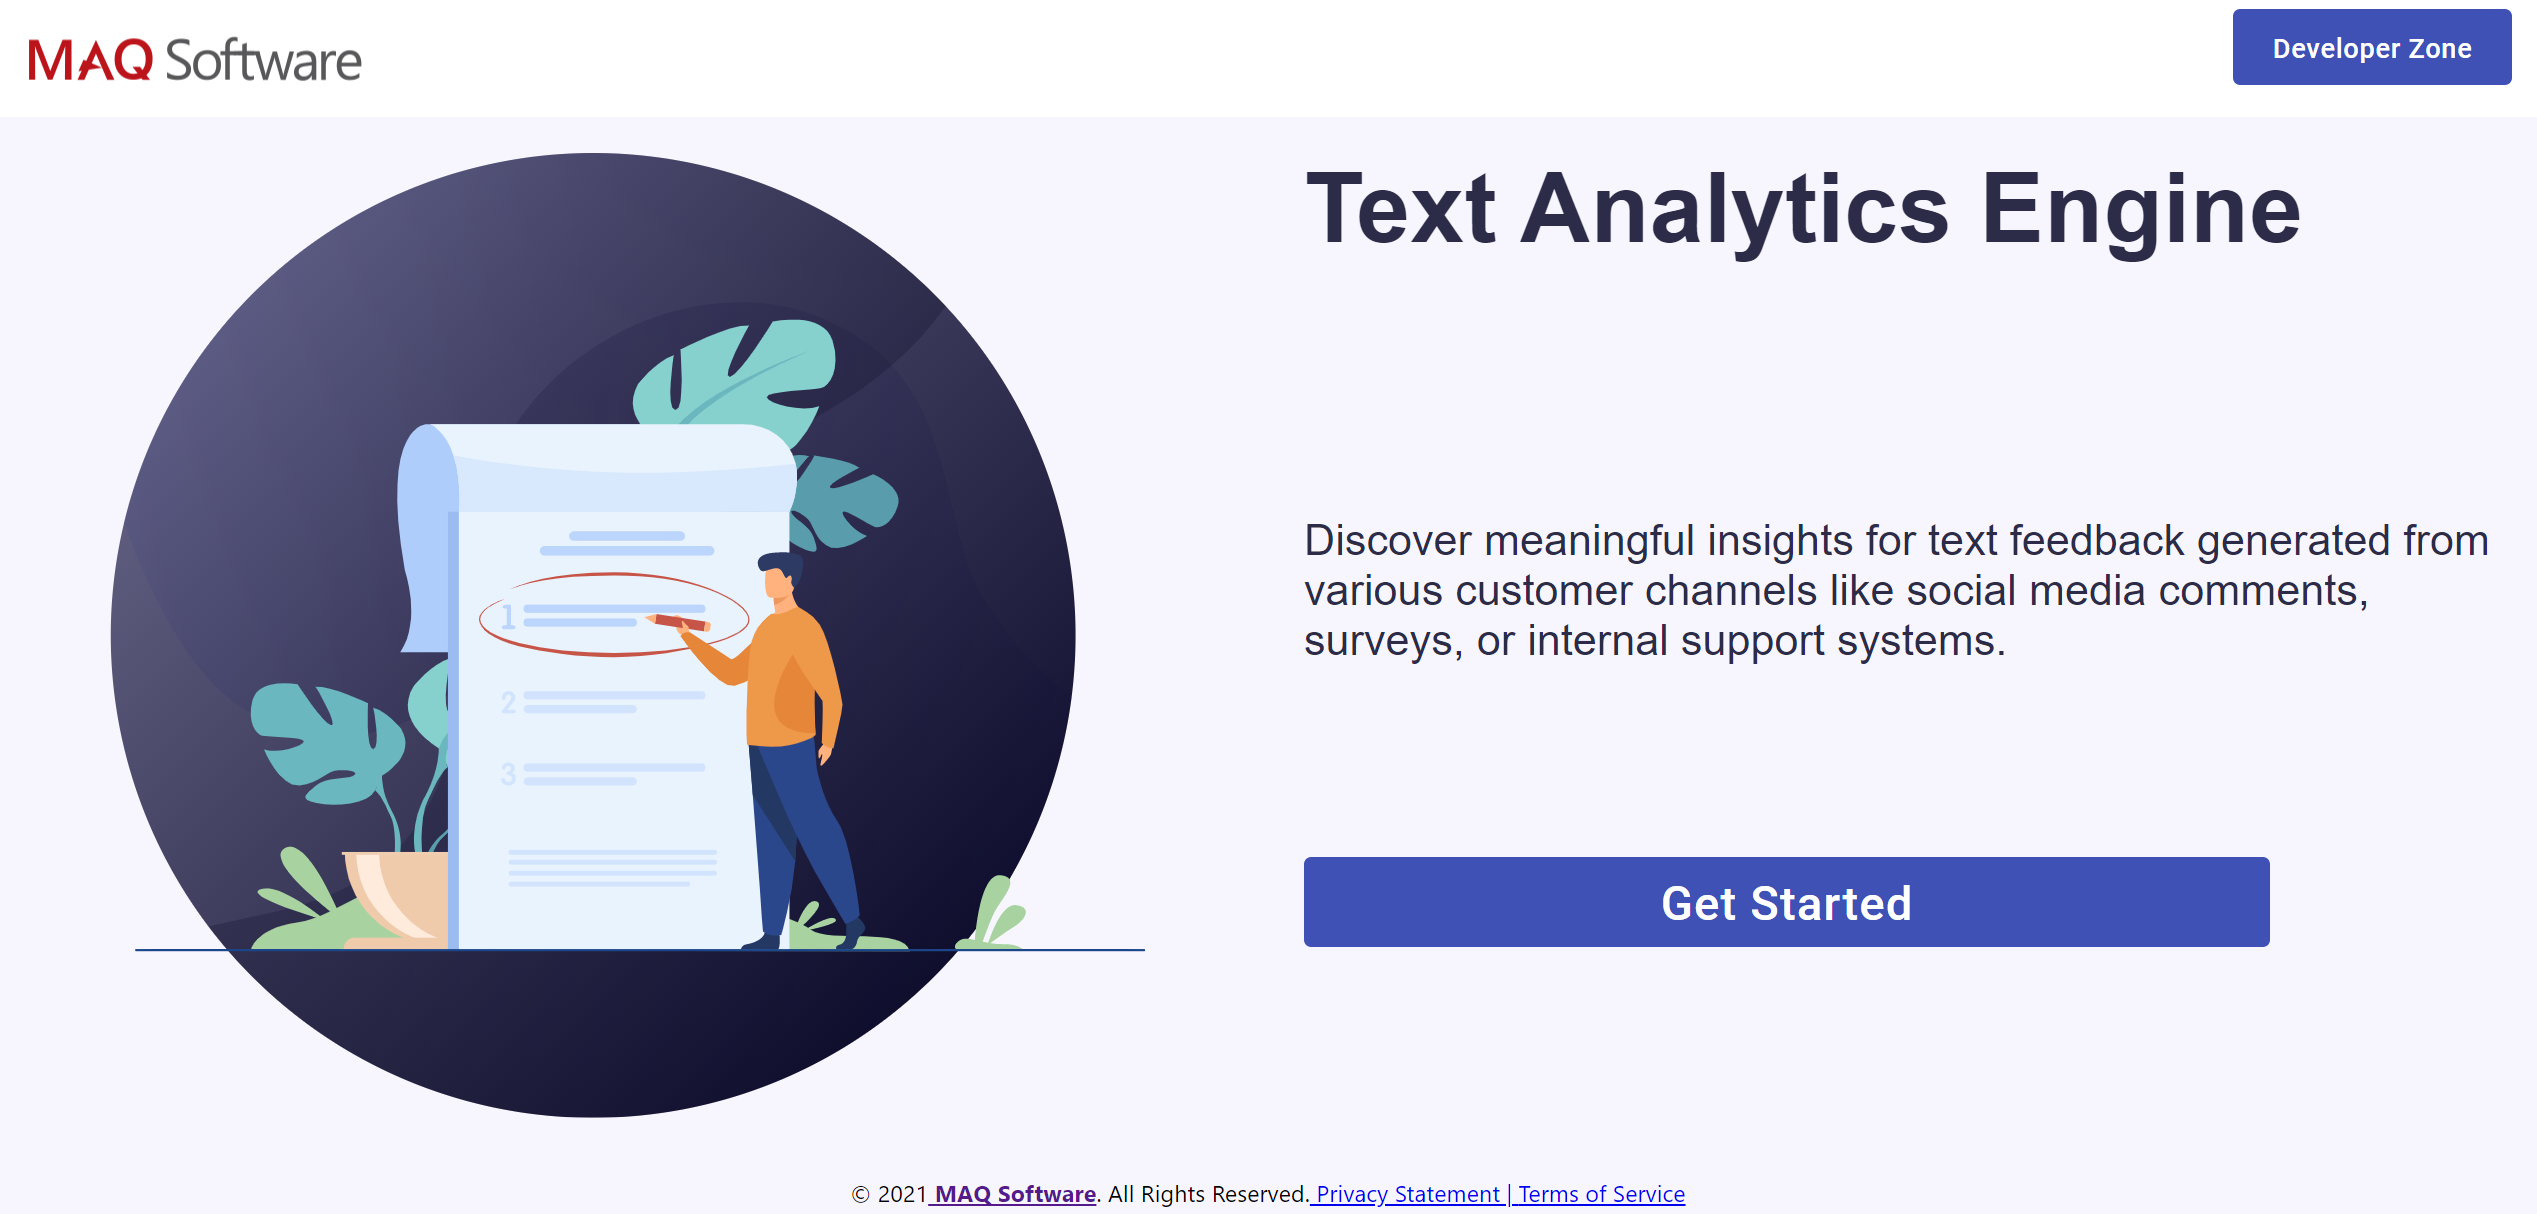 MAQ Software
Developer Zone
Text Analytics Engine
Discover meaningful insights for text feedback generated from
various customer channels like social media comments,
surveys, or internal support systems.
1
2
3
Get Started
© 2021 MAQ Software. All Rights Reserved. Privacy Statement | Terms of Service